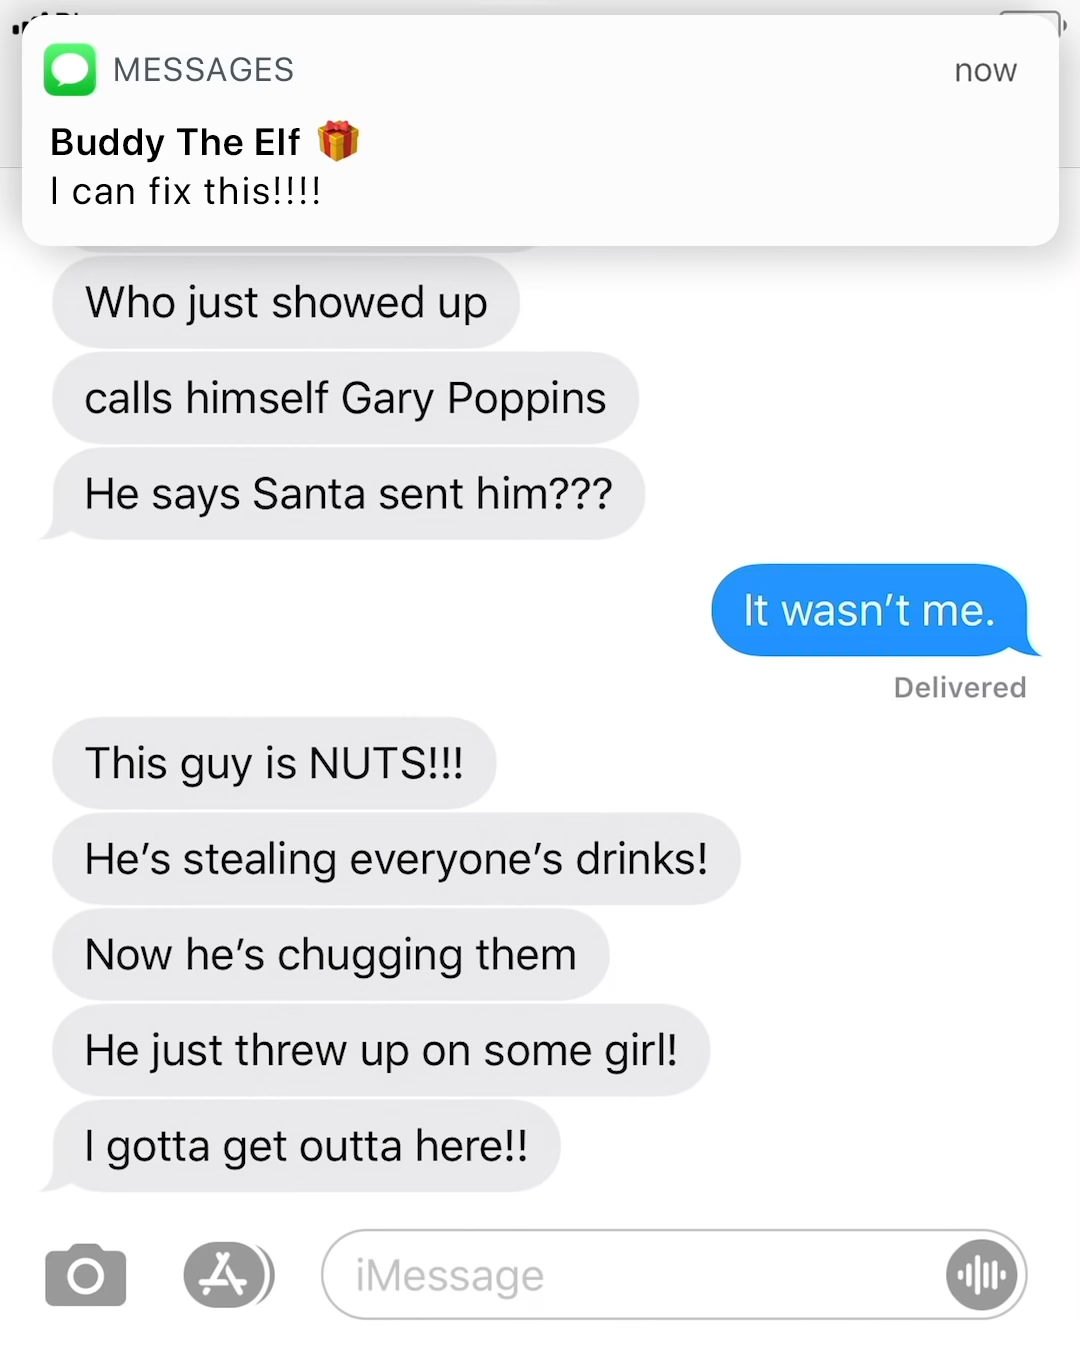 MESSAGES
now
Buddy The Elf 🎁
I can fix this!!!!
Who just showed up
calls himself Gary Poppins
He says Santa sent him???
It wasn’t me.
Delivered
This guy is NUTS!!!
He’s stealing everyone’s drinks!
Now he’s chugging them
He just threw up on some girl!
I gotta get outta here!!
iMessage